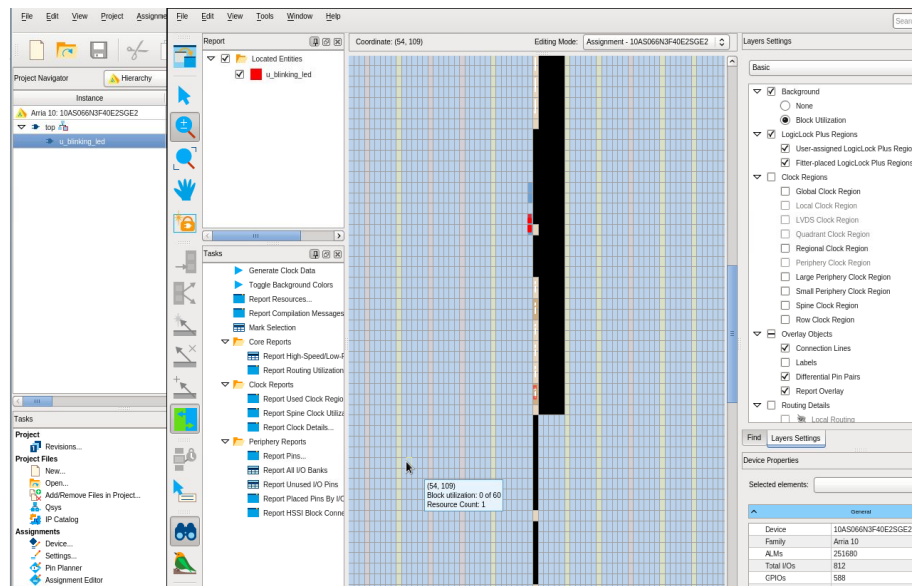 File Edit View Project Assignme
Project Navigator
Hierarchy
Instance
Arria 10: 10AS066N3F40E2SGE2
top
u_blinking_led
Tasks
Project
Revisions...
Project Files
New...
Open...
Add/Remove Files in Project...
Qsys
IP Catalog
Assignments
Device...
Settings...
Pin Planner
Assignment Editor
File Edit View Tools Window Help
Sear
Report
Located Entities
u_blinking_led
Tasks
Generate Clock Data
Toggle Background Colors
Report Resources...
Report Compilation Messages
Mark Selection
Core Reports
Report High-Speed/Low-F
Report Routing Utilization
Clock Reports
Report Used Clock Regio
Report Spine Clock Utiliza
Report Clock Details...
Periphery Reports
Report Pins...
Report All I/O Banks
Report Unused I/O Pins
Report Placed Pins By I/O
Report HSSI Block Conne
Coordinate: (54, 109)
Editing Mode: Assignment - 10AS066N3F40E2SGE2
(54, 109)
Block utilization: 0 of 60
Resource Count: 1
Layers Settings
Basic
Background
None
Block Utilization
LogicLock Plus Regions
User-assigned LogicLock Plus Regio
Fitter-placed LogicLock Plus Regions
Clock Regions
Global Clock Region
Local Clock Region
LVDS Clock Region
Quadrant Clock Region
Regional Clock Region
Periphery Clock Region
Large Periphery Clock Region
Small Periphery Clock Region
Spine Clock Region
Row Clock Region
Overlay Objects
Connection Lines
Labels
Differential Pin Pairs
Report Overlay
Routing Details
Local Routing
Find Layers Settings
Device Properties
Selected elements:
General
Device 10AS066N3F40E2SGE2
Family Arria 10
ALMs 251680
Total I/Os 812
GPIOs 588